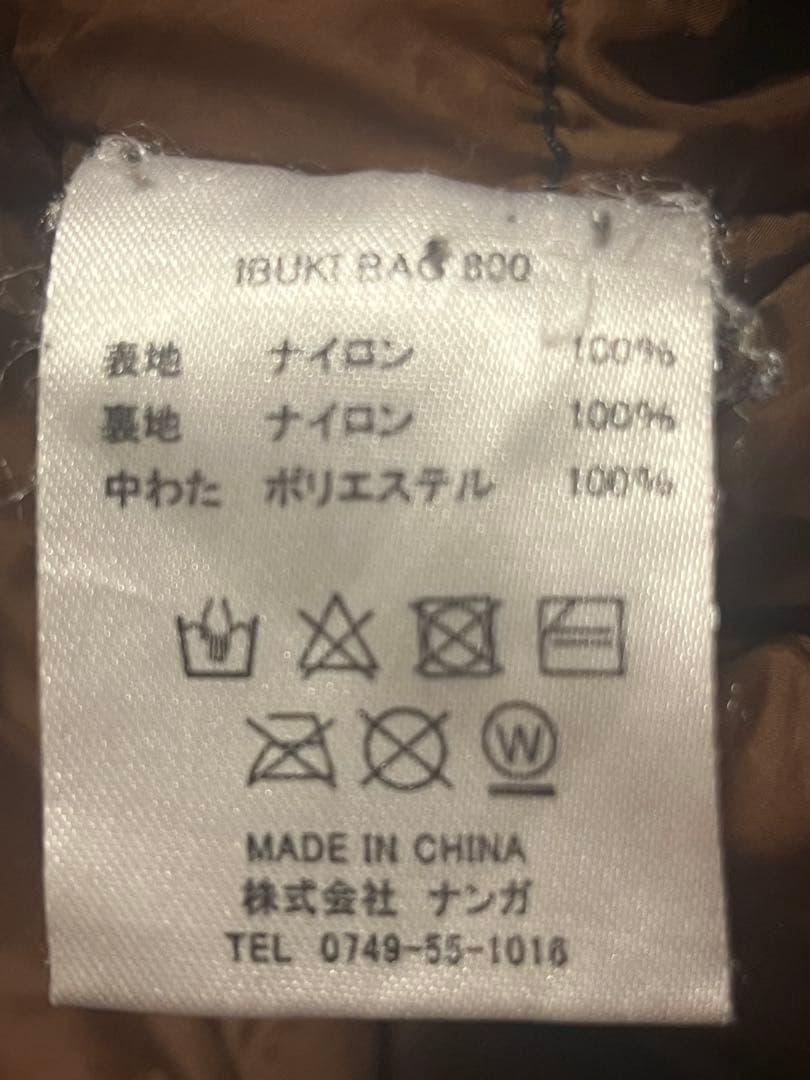 IBUKI BAG 800
表地 ナイロン 100%
裏地 ナイロン 100%
中わた ポリエステル 100%
W
MADE IN CHINA
株式会社 ナンガ
TEL 0749-55-1016